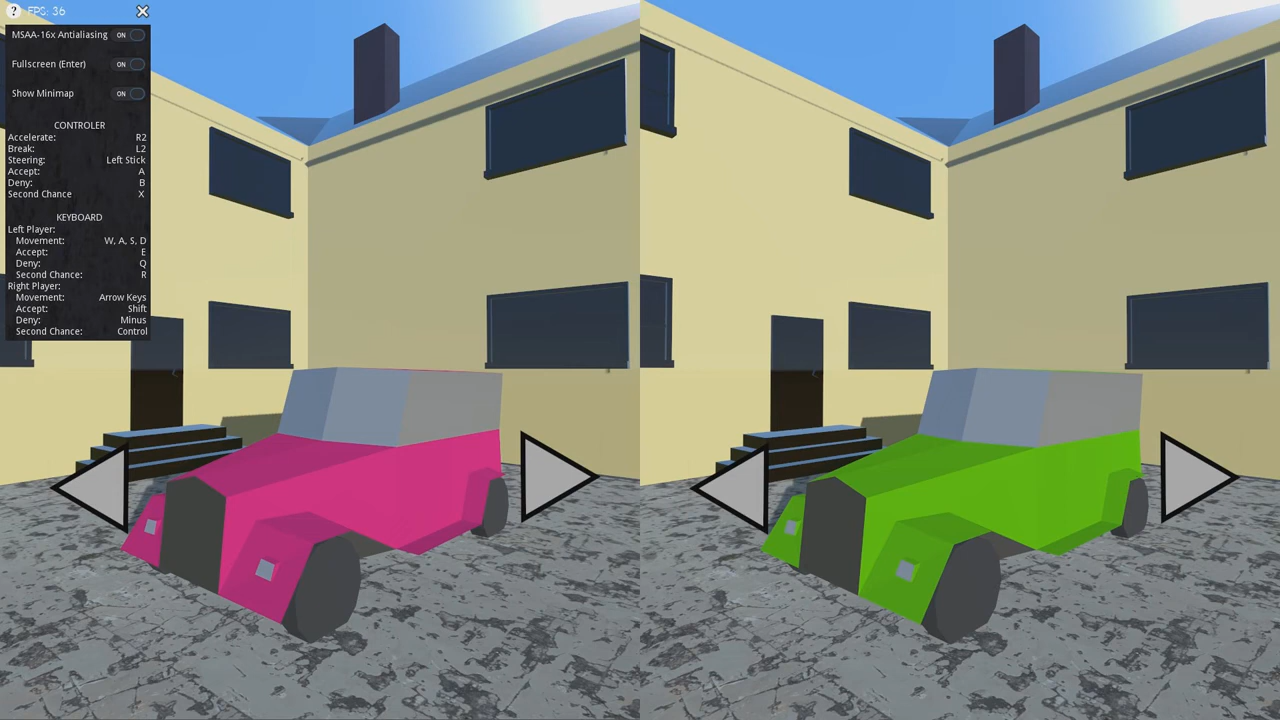 ? FPS: 36 X
MSAA-16x Antialiasing ON
Fullscreen (Enter) ON
Show Minimap ON
CONTROLER
Accelerate: R2
Break: L2
Steering: Left Stick
Accept: A
Deny: B
Second Chance X
KEYBOARD
Left Player:
Movement: W, A, S, D
Accept: E
Deny: Q
Second Chance: R
Right Player:
Movement: Arrow Keys
Accept: Shift
Deny: Minus
Second Chance: Control